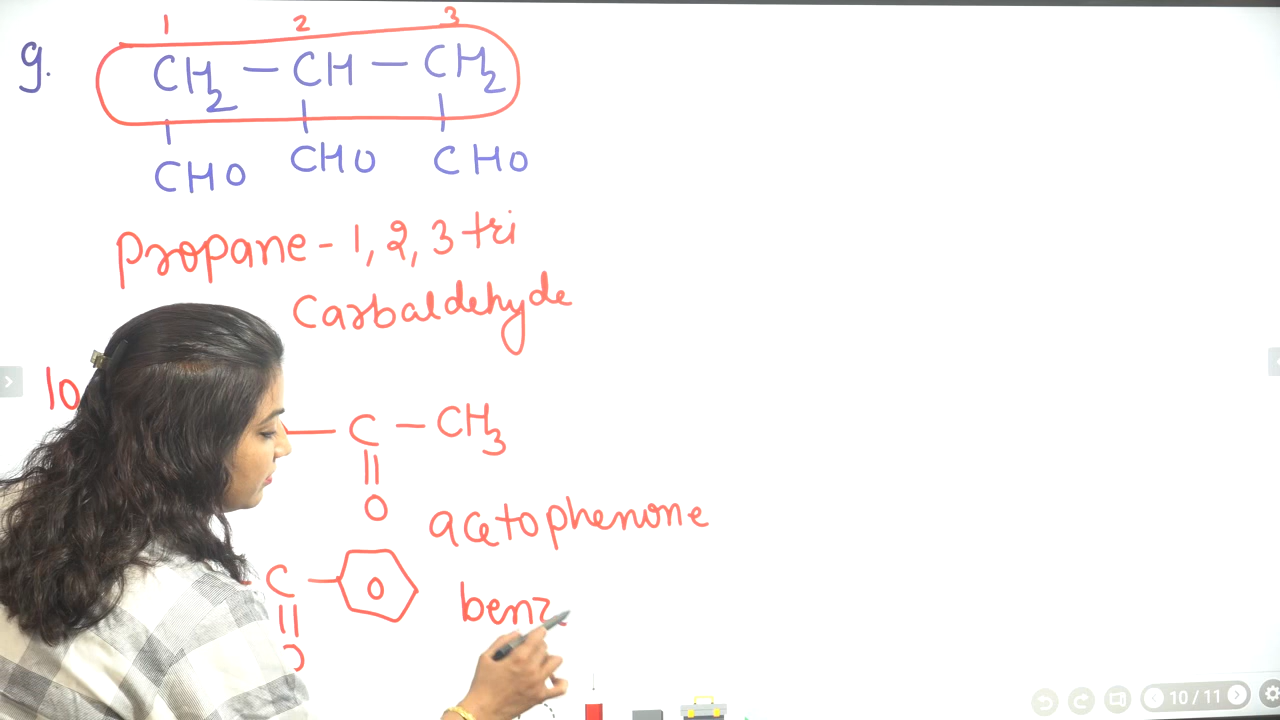 1 2 3
9. CH2 — CH — CH2
CHO CHO CHO
Propane - 1, 2, 3 tri
Carbaldehyde
10
— C — CH3
O
acetophenone
C — O
O
benz
10 / 11